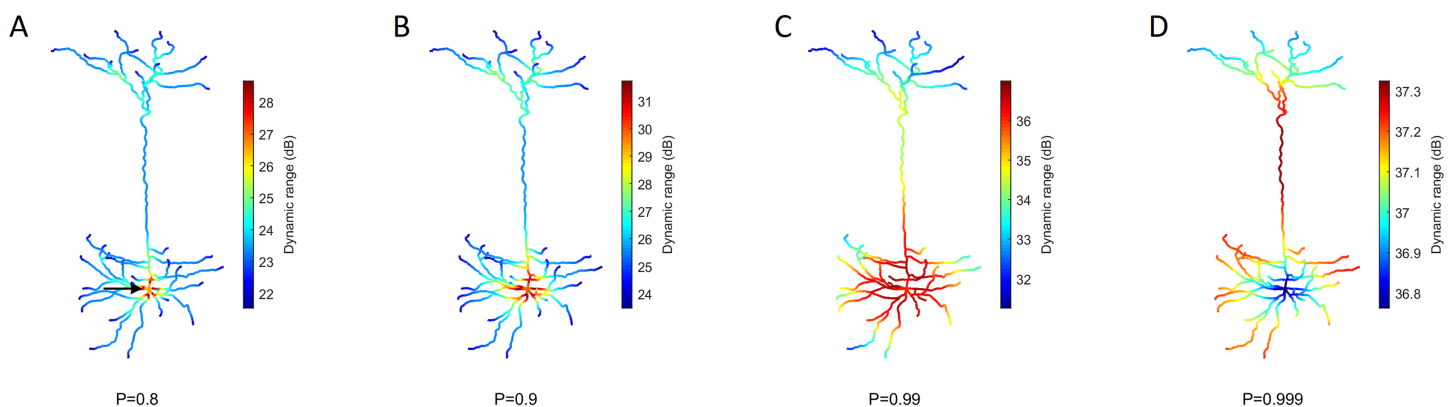 A
B
C
D
28
27
26
25
24
23
22
Dynamic range (dB)
31
30
29
28
27
26
25
24
Dynamic range (dB)
36
35
34
33
32
Dynamic range (dB)
37.3
37.2
37.1
37
36.9
36.8
Dynamic range (dB)
P=0.8
P=0.9
P=0.99
P=0.999